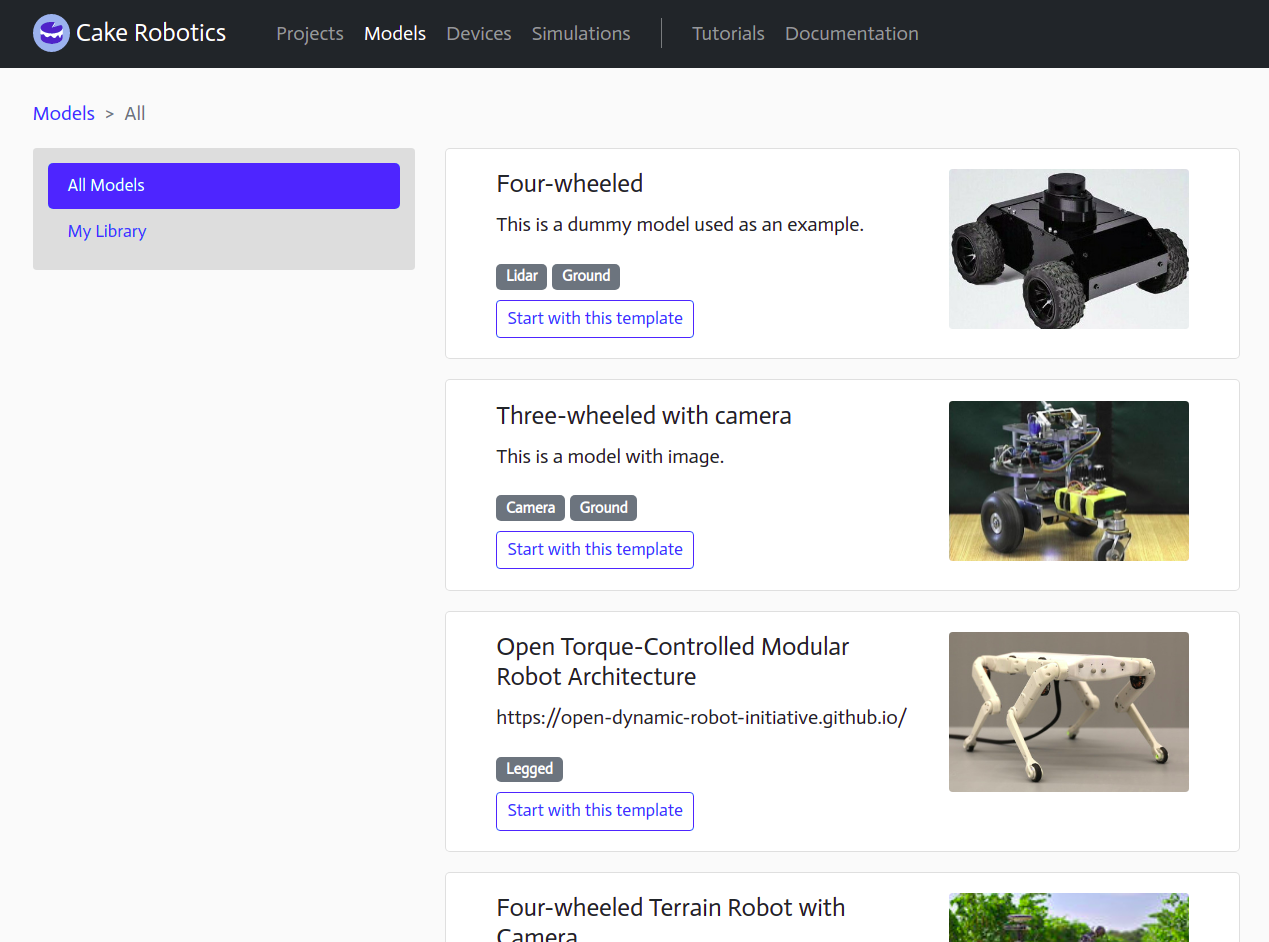 Cake Robotics
Projects Models Devices Simulations Tutorials Documentation
Models > All
All Models
My Library
Four-wheeled
This is a dummy model used as an example.
Lidar Ground
Start with this template
Three-wheeled with camera
This is a model with image.
Camera Ground
Start with this template
Open Torque-Controlled Modular
Robot Architecture
https://open-dynamic-robot-initiative.github.io/
Legged
Start with this template
Four-wheeled Terrain Robot with
Camera